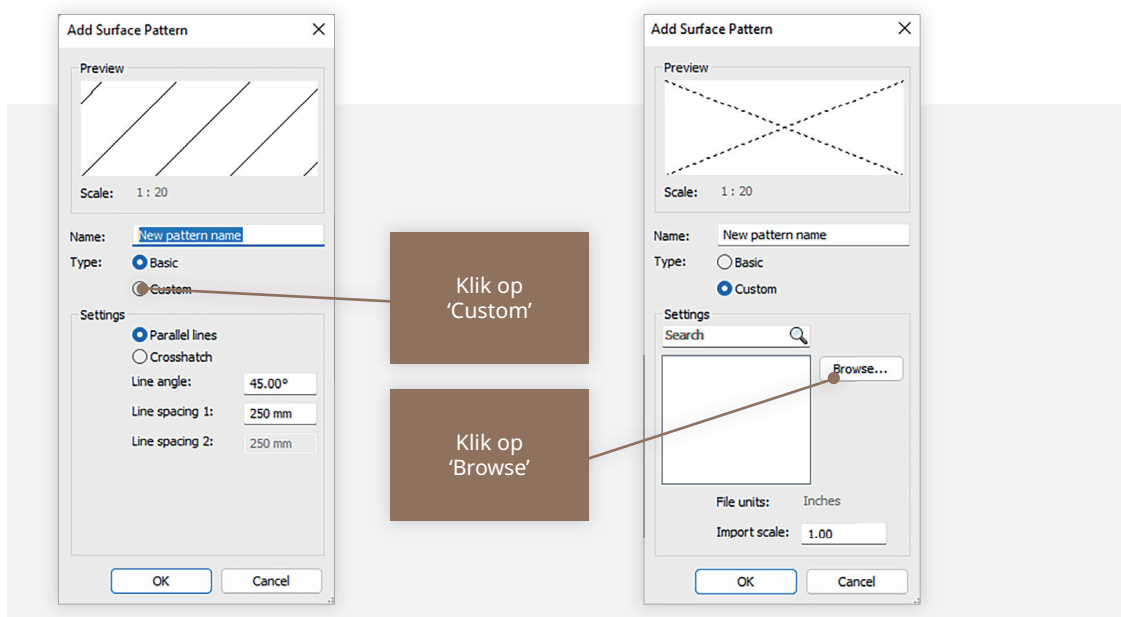 Add Surface Pattern
Preview
Scale: 1 : 20
Name: New pattern name
Type: Basic
Custom
Settings
Parallel lines
Crosshatch
Line angle: 45.00°
Line spacing 1: 250 mm
Line spacing 2: 250 mm
OK Cancel
Klik op
‘Custom’
Klik op
‘Browse’
Add Surface Pattern
Preview
Scale: 1 : 20
Name: New pattern name
Type: Basic
Custom
Settings
Search
Browse...
File units: Inches
Import scale: 1.00
OK Cancel